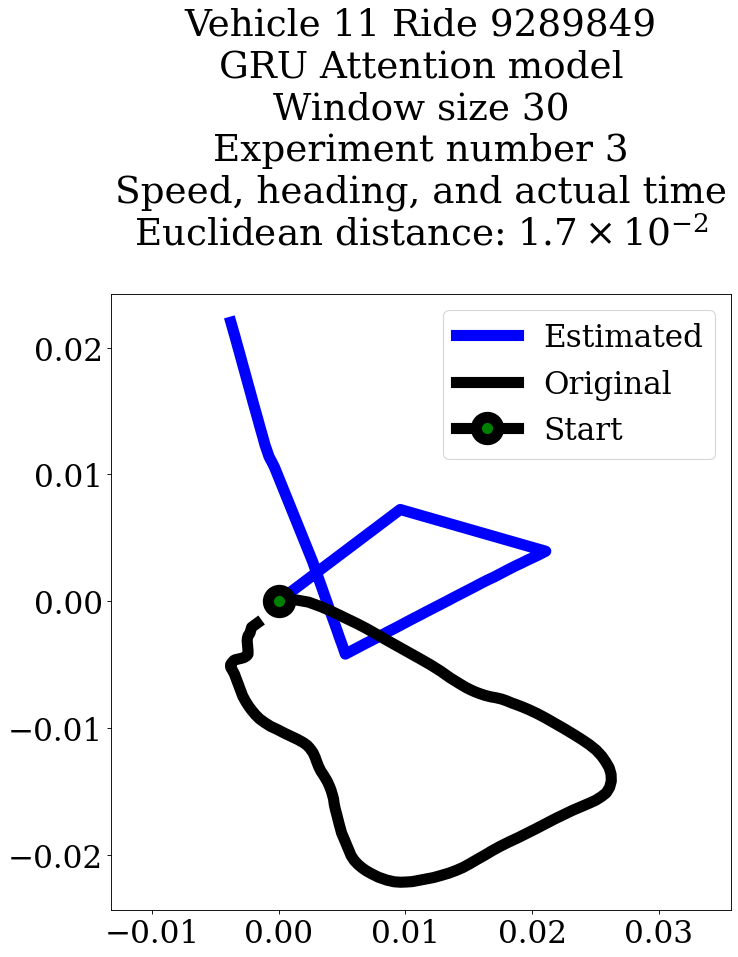 Vehicle 11 Ride 9289849
GRU Attention model
Window size 30
Experiment number 3
Speed, heading, and actual time
Euclidean distance: 1.7 × 10⁻²
Estimated
Original
Start
0.02
0.01
0.00
−0.01
−0.02
−0.01 0.00 0.01 0.02 0.03